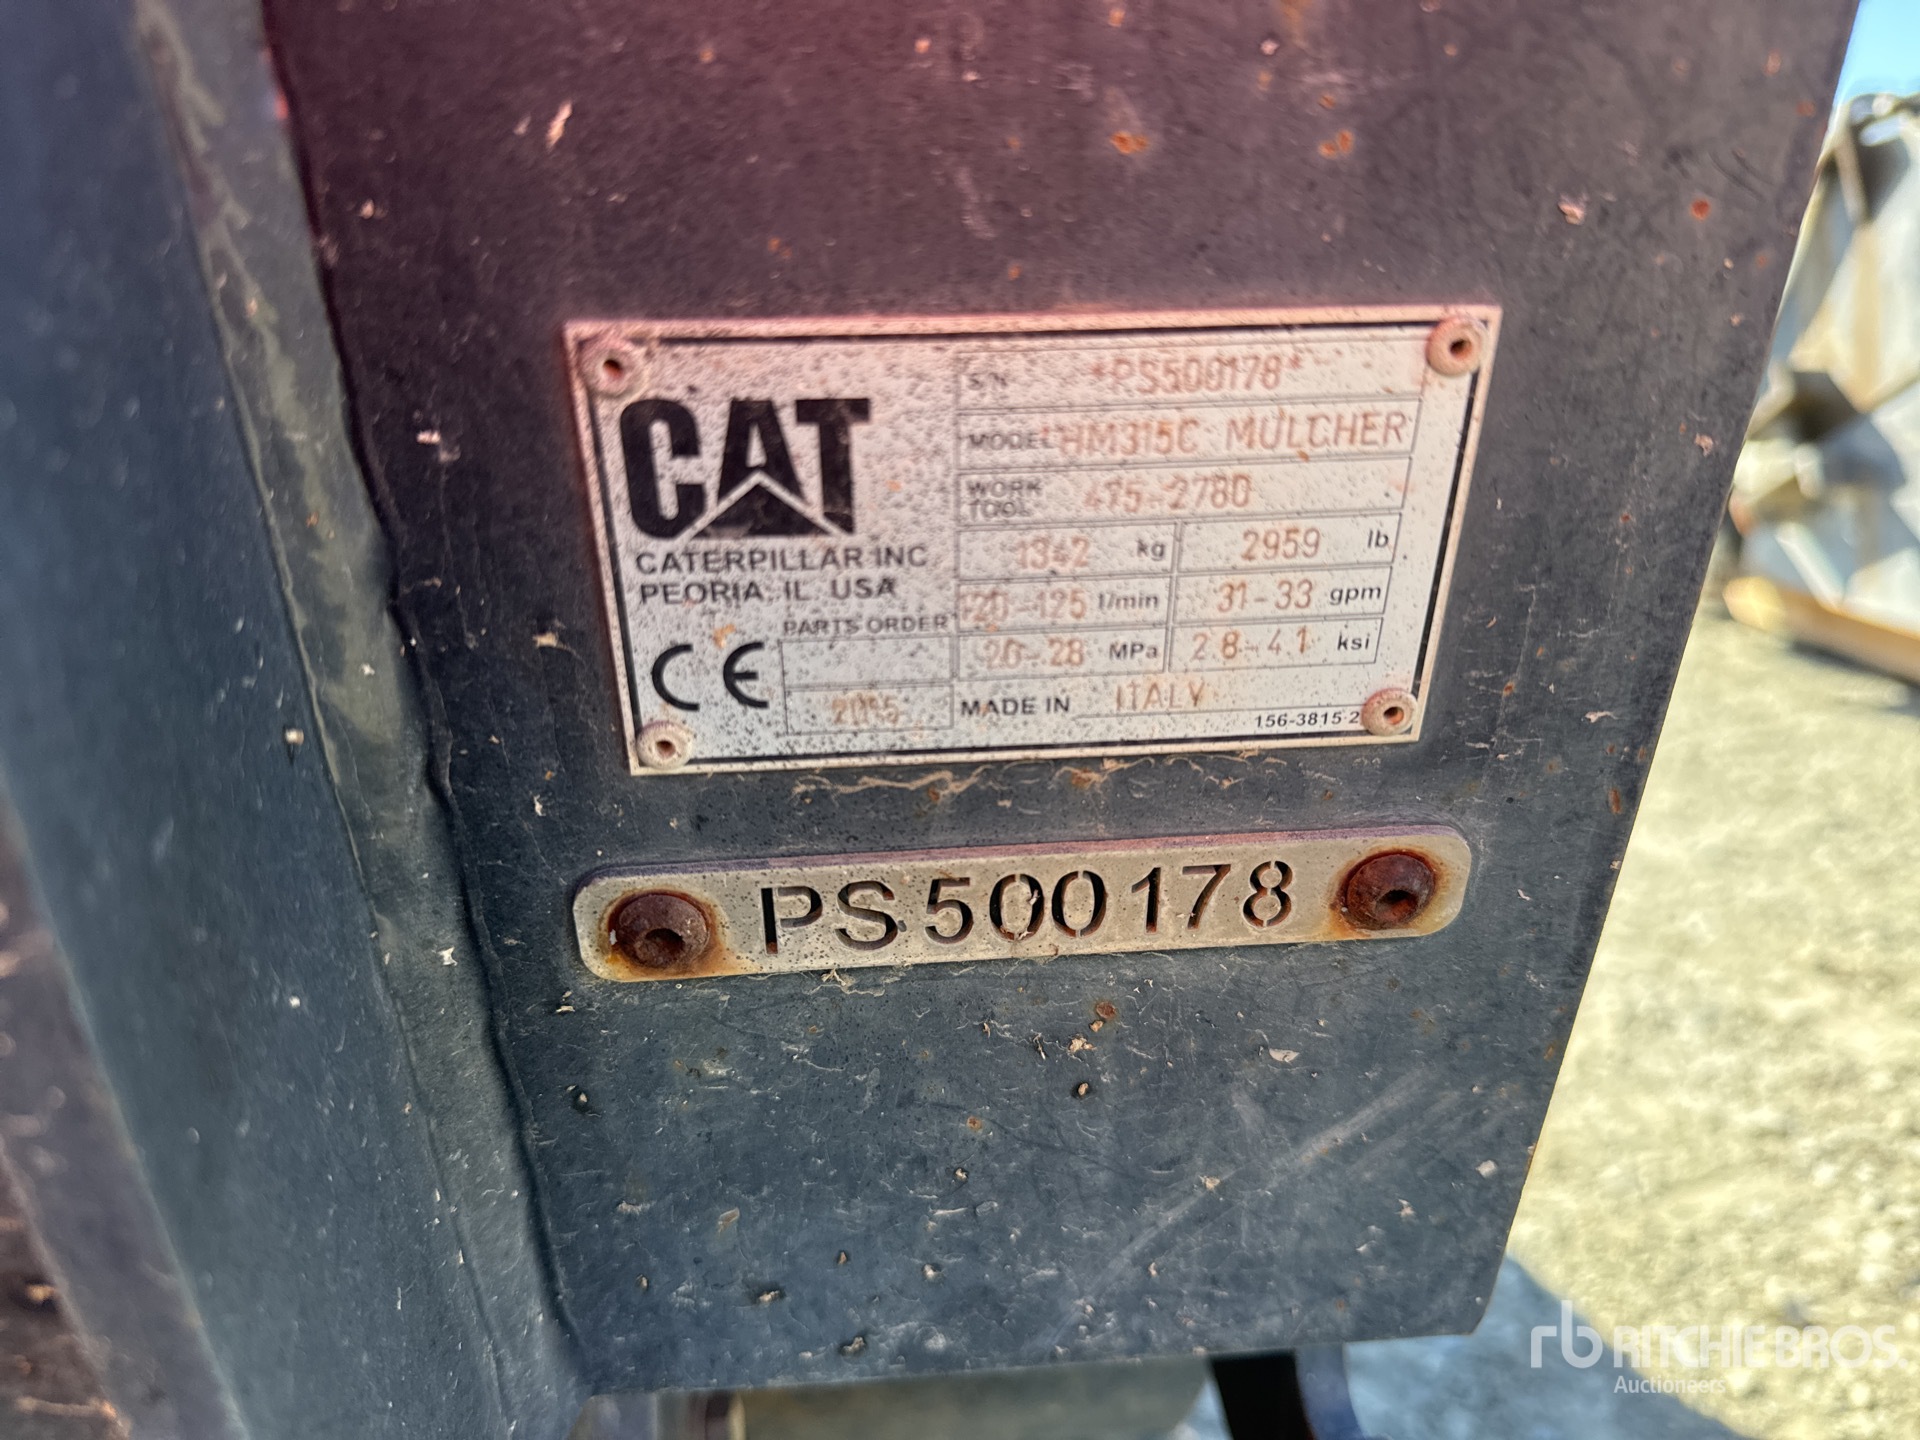 CAT
CATERPILLAR INC
PEORIA, IL USA
S/N *PS500178*
MODEL HM315C MULCHER
WORK TOOL 475-2780
1342 kg 2959 lb
120-125 l/min 31-33 gpm
20-28 MPa 2.8-4.1 ksi
PARTS ORDER
CE
2015
MADE IN ITALY
156-3815 2
PS500178
rb RITCHIE BROS.
Auctioneers